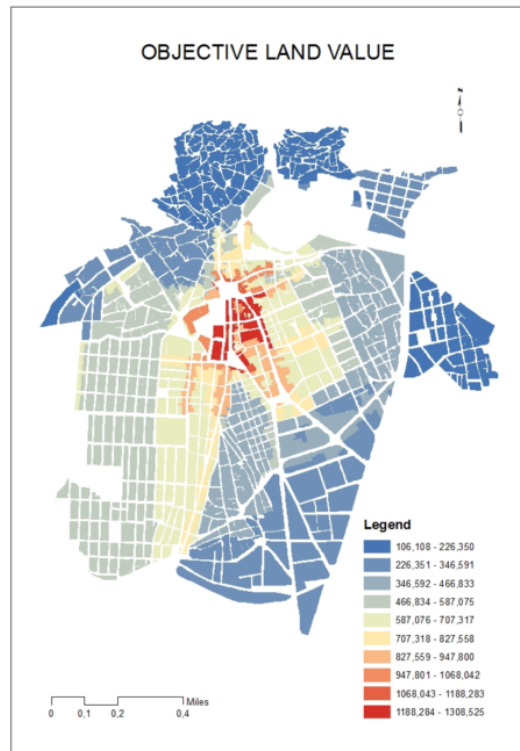 OBJECTIVE LAND VALUE
N
Legend
106,108 - 226,350
226,351 - 346,591
346,592 - 466,833
466,834 - 587,075
587,076 - 707,317
707,318 - 827,558
827,559 - 947,800
947,801 - 1068,042
1068,043 - 1188,283
1188,284 - 1308,525
Miles
0 0,1 0,2 0,4